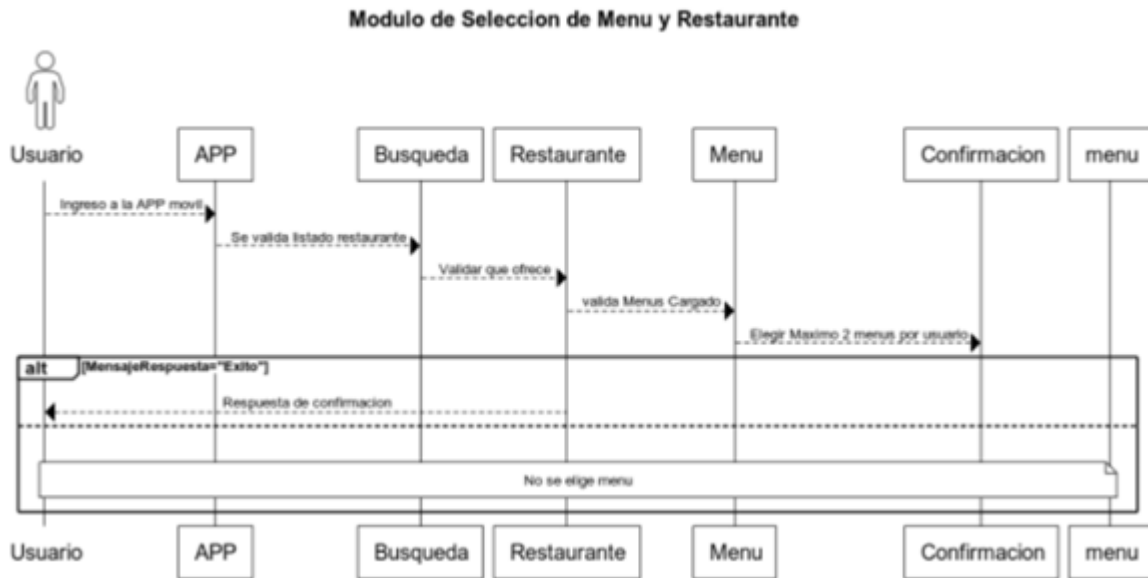 Modulo de Seleccion de Menu y Restaurante
Usuario APP Busqueda Restaurante Menu Confirmacion menu
Ingreso a la APP movil
Se valida listado restaurante
Validar que ofrece
valida Menus Cargado
Elegir Maximo 2 menus por usuario
alt [MensajeRespuesta="Exito"]
Respuesta de confirmacion
No se elige menu
Usuario APP Busqueda Restaurante Menu Confirmacion menu